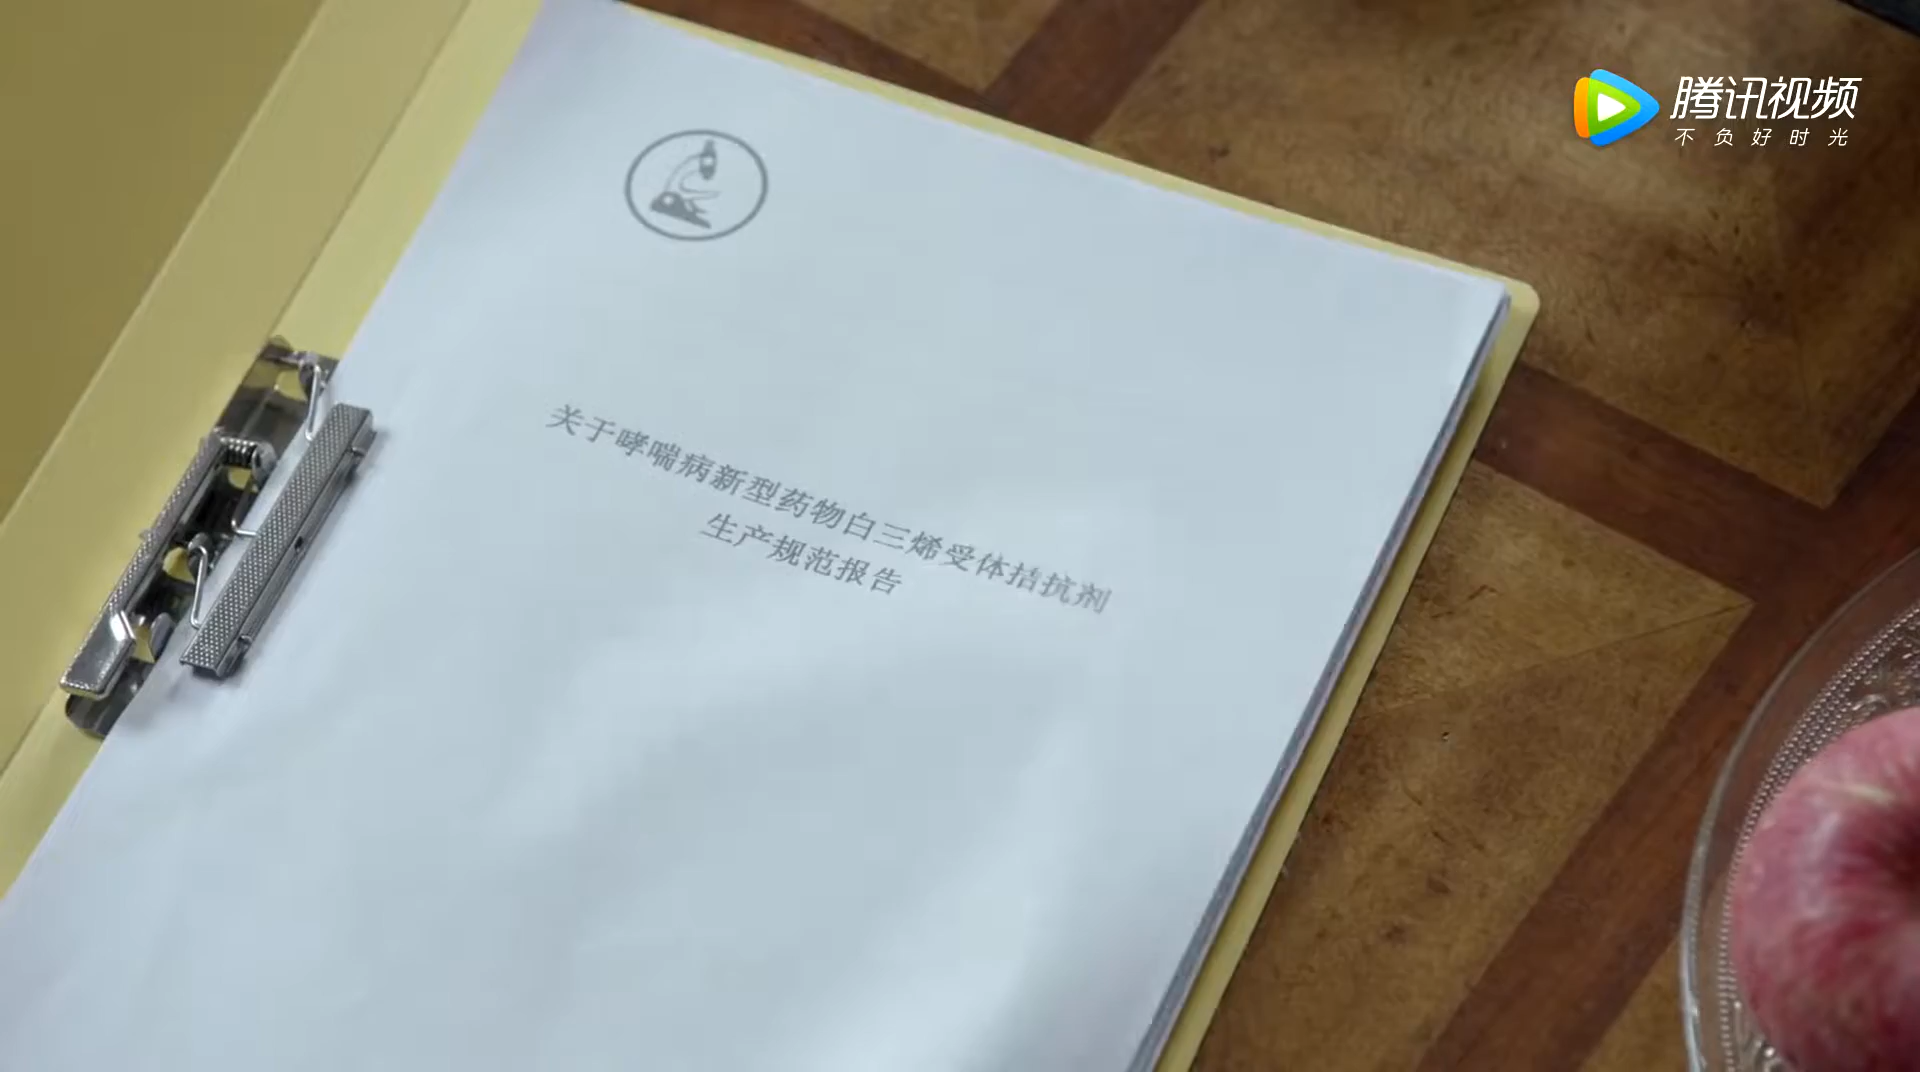 腾讯视频
不负好时光
关于哮喘病新型药物白三烯受体拮抗剂
生产规范报告